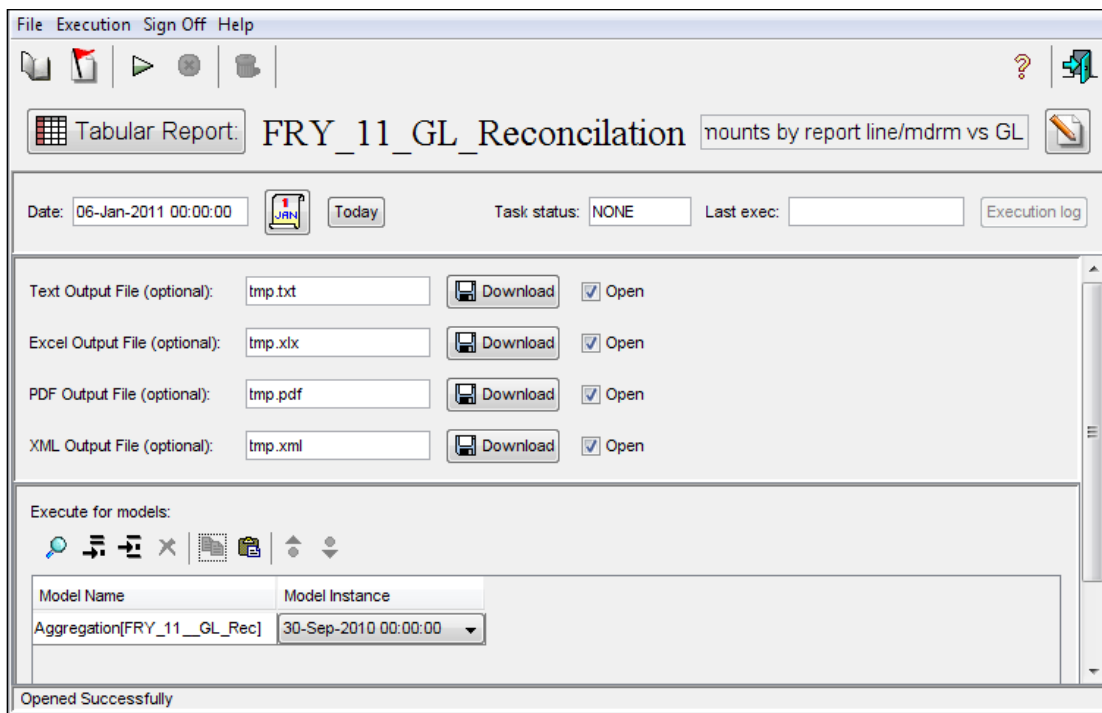 File Execution Sign Off Help
Tabular Report: FRY_11_GL_Reconcilation mounts by report line/mdrm vs GL
Date: 06-Jan-2011 00:00:00 1 JAN Today Task status: NONE Last exec: Execution log
Text Output File (optional): tmp.txt Download Open
Excel Output File (optional): tmp.xlx Download Open
PDF Output File (optional): tmp.pdf Download Open
XML Output File (optional): tmp.xml Download Open
Execute for models:
Model Name Model Instance
Aggregation[FRY_11__GL_Rec] 30-Sep-2010 00:00:00
Opened Successfully